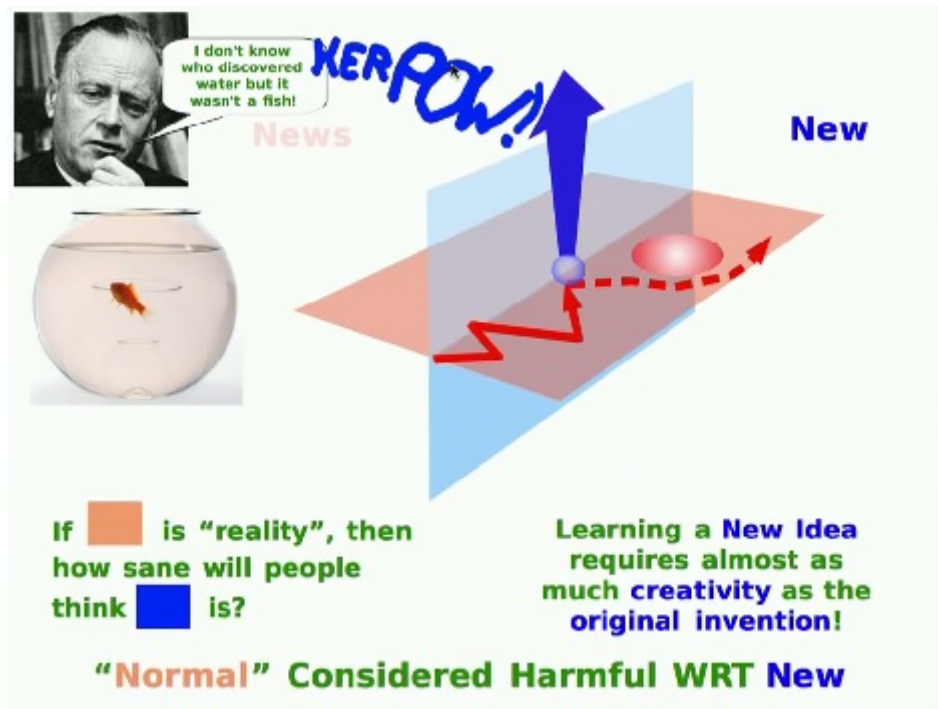 I don't know
who discovered
water but it
wasn't a fish!
KERPOW!
News
New
If is “reality”, then
how sane will people
think is?
Learning a New Idea
requires almost as
much creativity as the
original invention!
“Normal” Considered Harmful WRT New